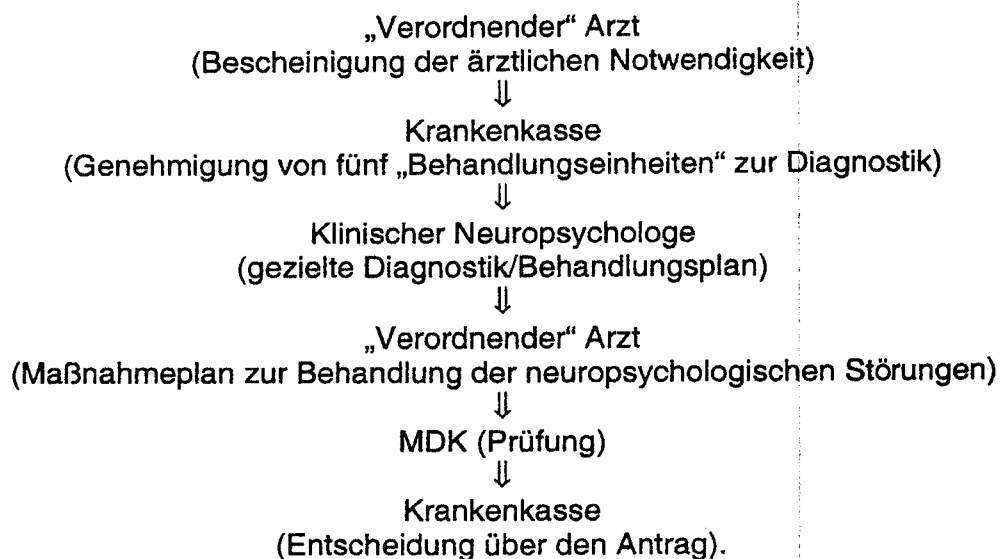 „Verordnender“ Arzt
(Bescheinigung der ärztlichen Notwendigkeit)
⇓
Krankenkasse
(Genehmigung von fünf „Behandlungseinheiten“ zur Diagnostik)
⇓
Klinischer Neuropsychologe
(gezielte Diagnostik/Behandlungsplan)
⇓
„Verordnender“ Arzt
(Maßnahmeplan zur Behandlung der neuropsychologischen Störungen)
⇓
MDK (Prüfung)
⇓
Krankenkasse
(Entscheidung über den Antrag).